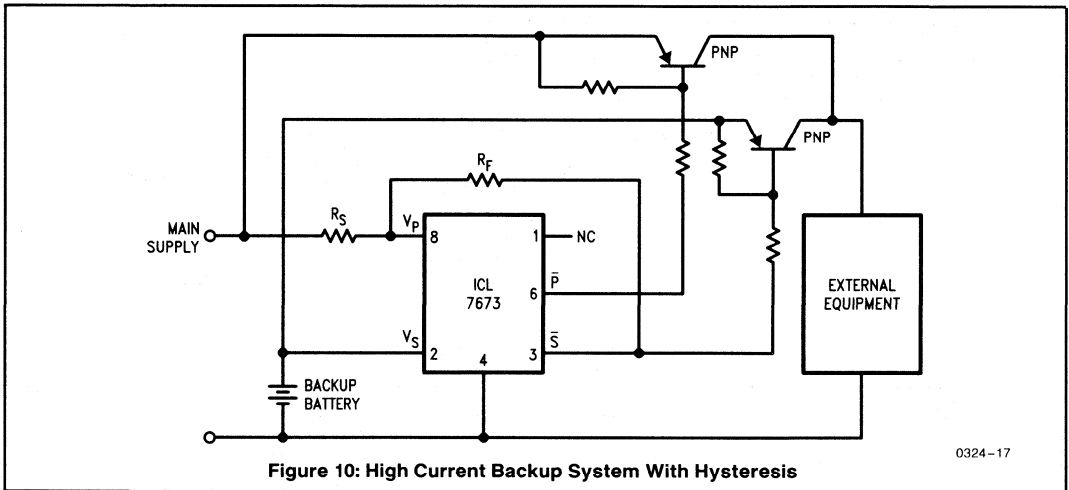 PNP
PNP
R_F
R_S
MAIN
SUPPLY
V_P
8
1
NC
ICL
7673
6
P̅
EXTERNAL
EQUIPMENT
V_S
2
4
3
S̅
BACKUP
BATTERY
0324–17
Figure 10: High Current Backup System With Hysteresis